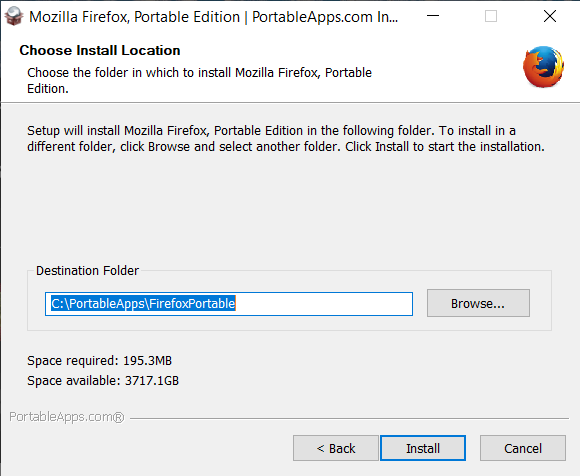 Mozilla Firefox, Portable Edition | PortableApps.com In...
Choose Install Location
Choose the folder in which to install Mozilla Firefox, Portable
Edition.
Setup will install Mozilla Firefox, Portable Edition in the following folder. To install in a
different folder, click Browse and select another folder. Click Install to start the installation.
Destination Folder
C:\PortableApps\FirefoxPortable
Browse...
Space required: 195.3MB
Space available: 3717.1GB
PortableApps.com®
< Back
Install
Cancel